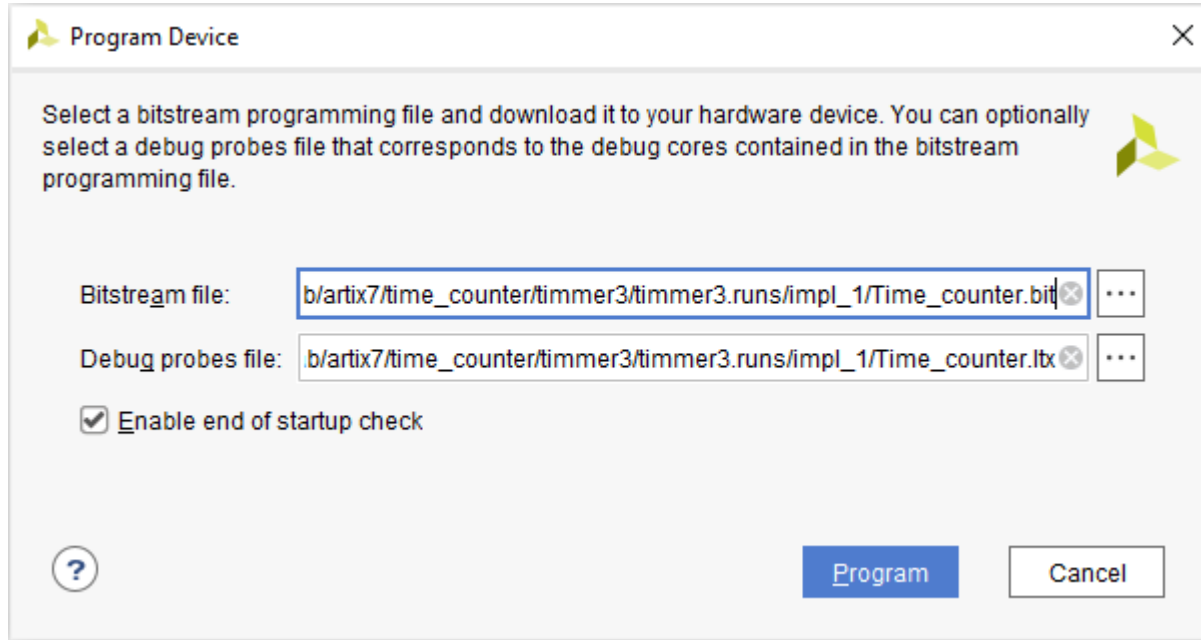 Program Device
Select a bitstream programming file and download it to your hardware device. You can optionally
select a debug probes file that corresponds to the debug cores contained in the bitstream
programming file.
Bitstream file: b/artix7/time_counter/timmer3/timmer3.runs/impl_1/Time_counter.bit ...
Debug probes file: .b/artix7/time_counter/timmer3/timmer3.runs/impl_1/Time_counter.ltx ...
Enable end of startup check
? Program Cancel